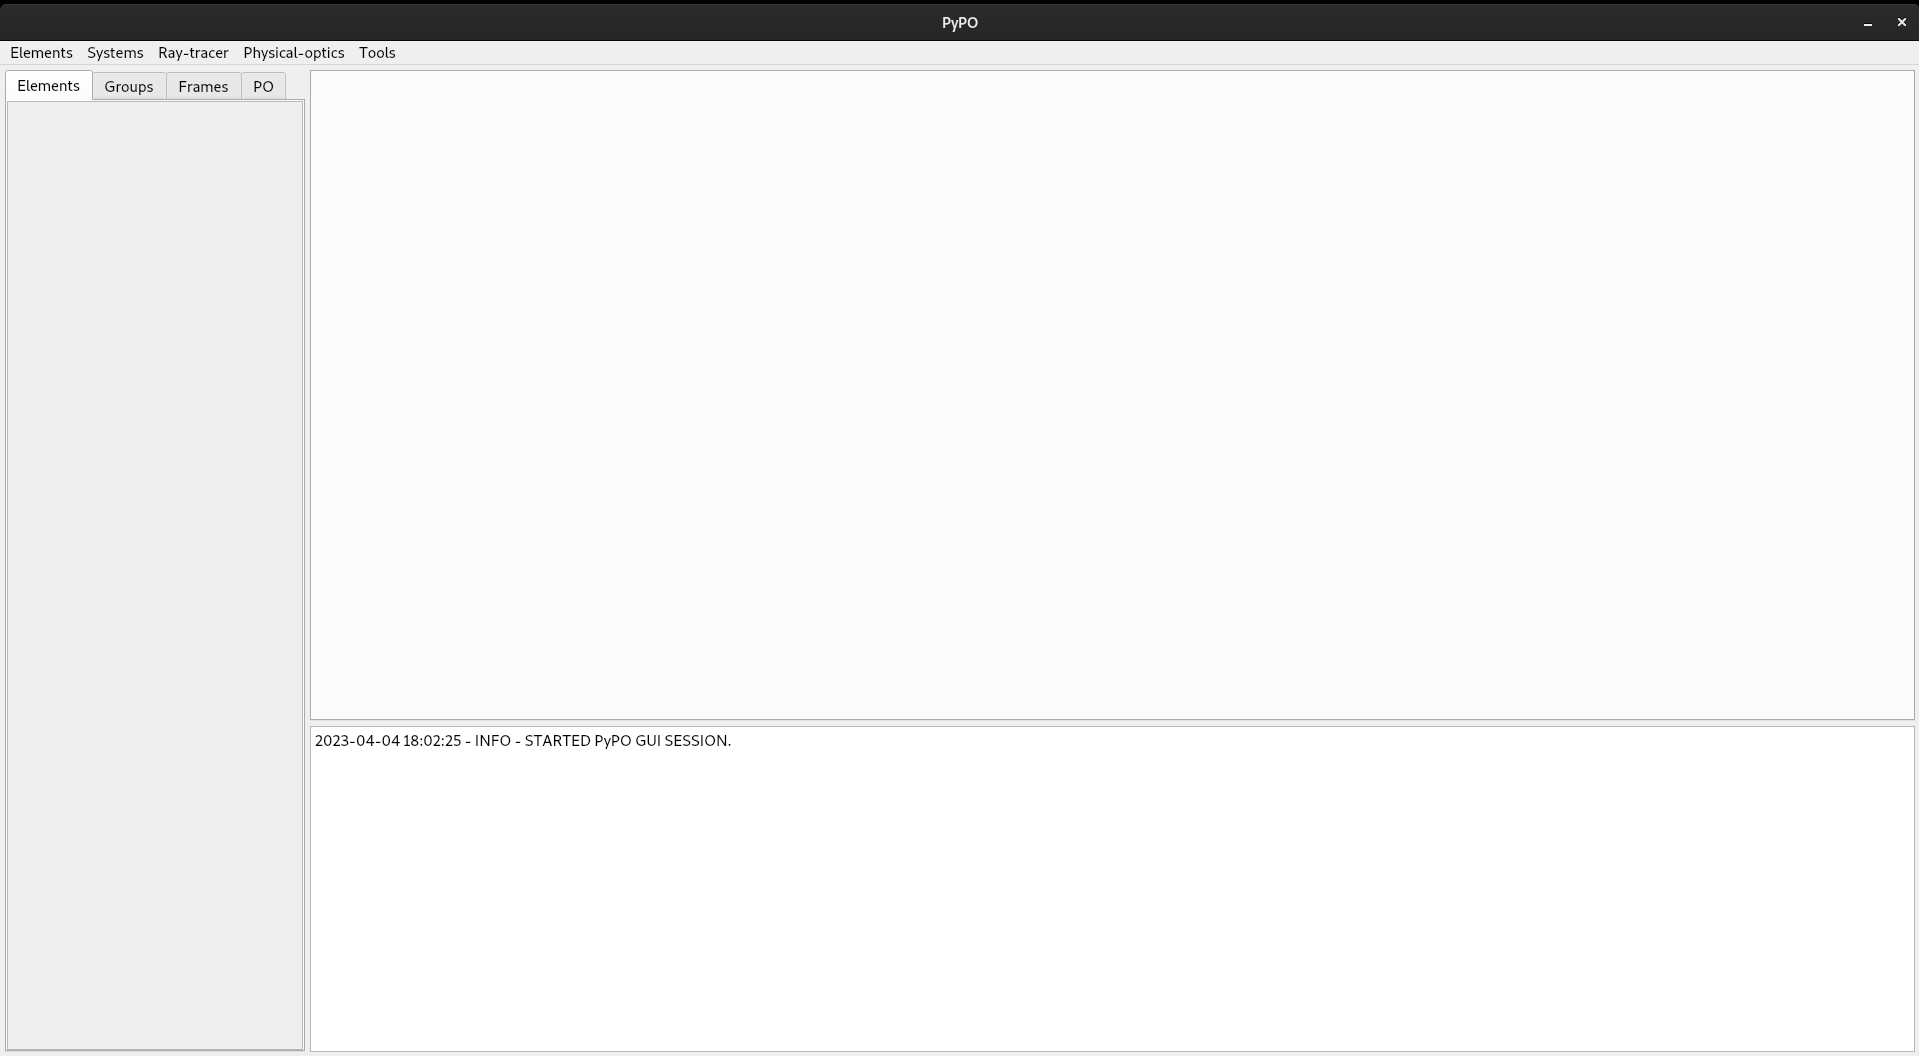 PyPO
Elements Systems Ray-tracer Physical-optics Tools
Elements Groups Frames PO
2023-04-04 18:02:25 - INFO - STARTED PyPO GUI SESSION.